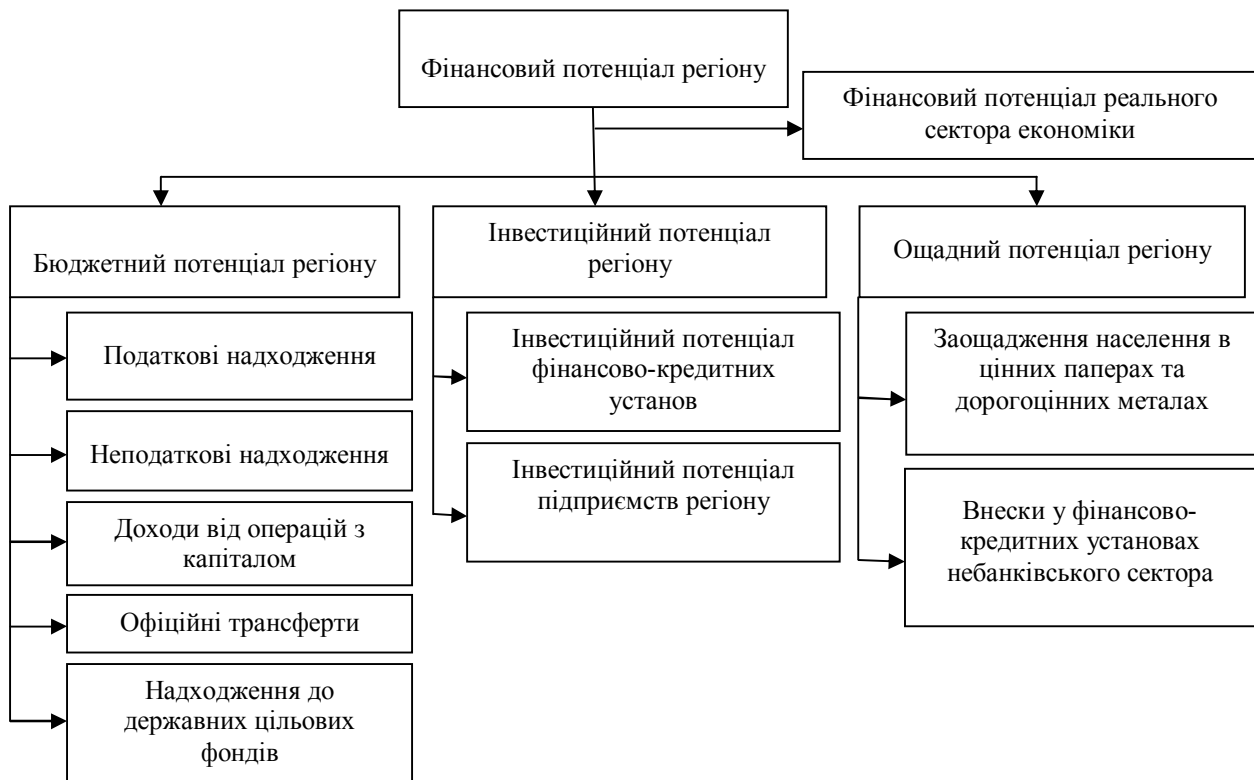 Фінансовий потенціал регіону
Фінансовий потенціал реального
сектора економіки
Бюджетний потенціал регіону
Інвестиційний потенціал
регіону
Ощадний потенціал регіону
Податкові надходження
Неподаткові надходження
Доходи від операцій з
капіталом
Офіційні трансферти
Надходження до
державних цільових
фондів
Інвестиційний потенціал
фінансово-кредитних
установ
Інвестиційний потенціал
підприємств регіону
Заощадження населення в
цінних паперах та
дорогоцінних металах
Внески у фінансово-
кредитних установах
небанківського сектора